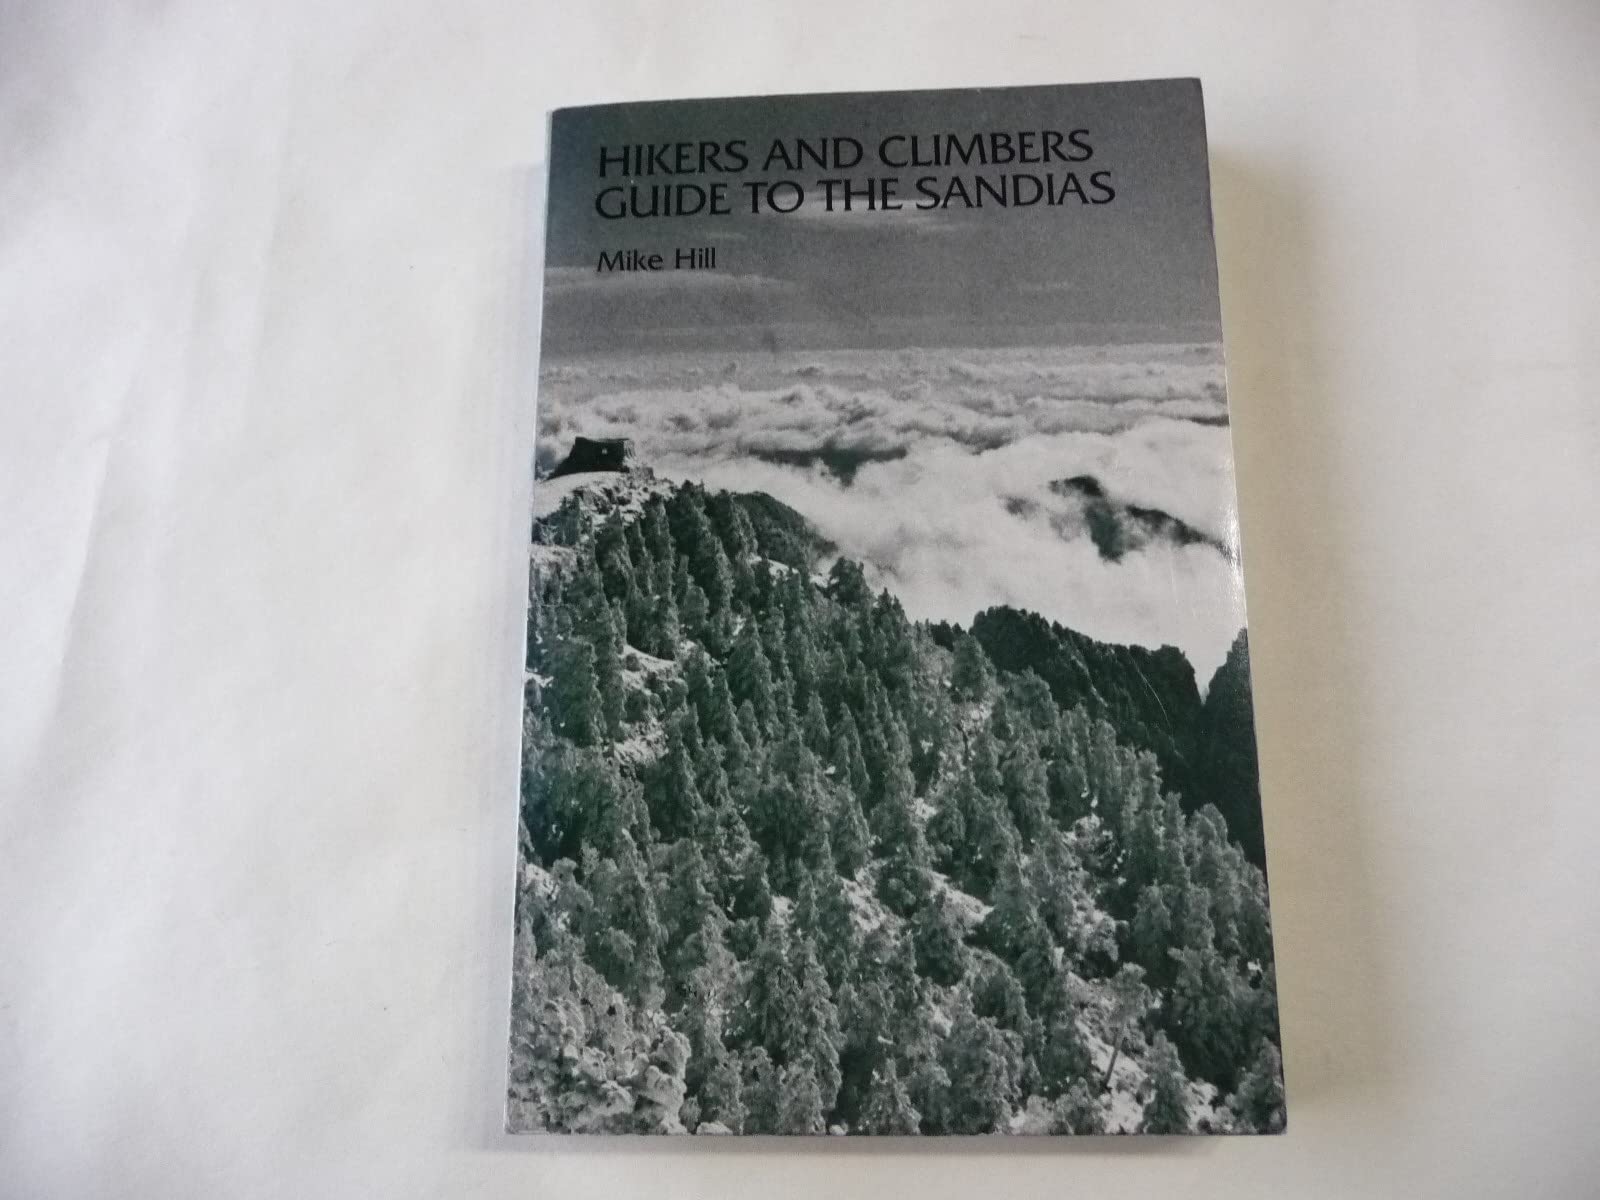 HIKERS AND CLIMBERS
GUIDE TO THE SANDIAS
Mike Hill